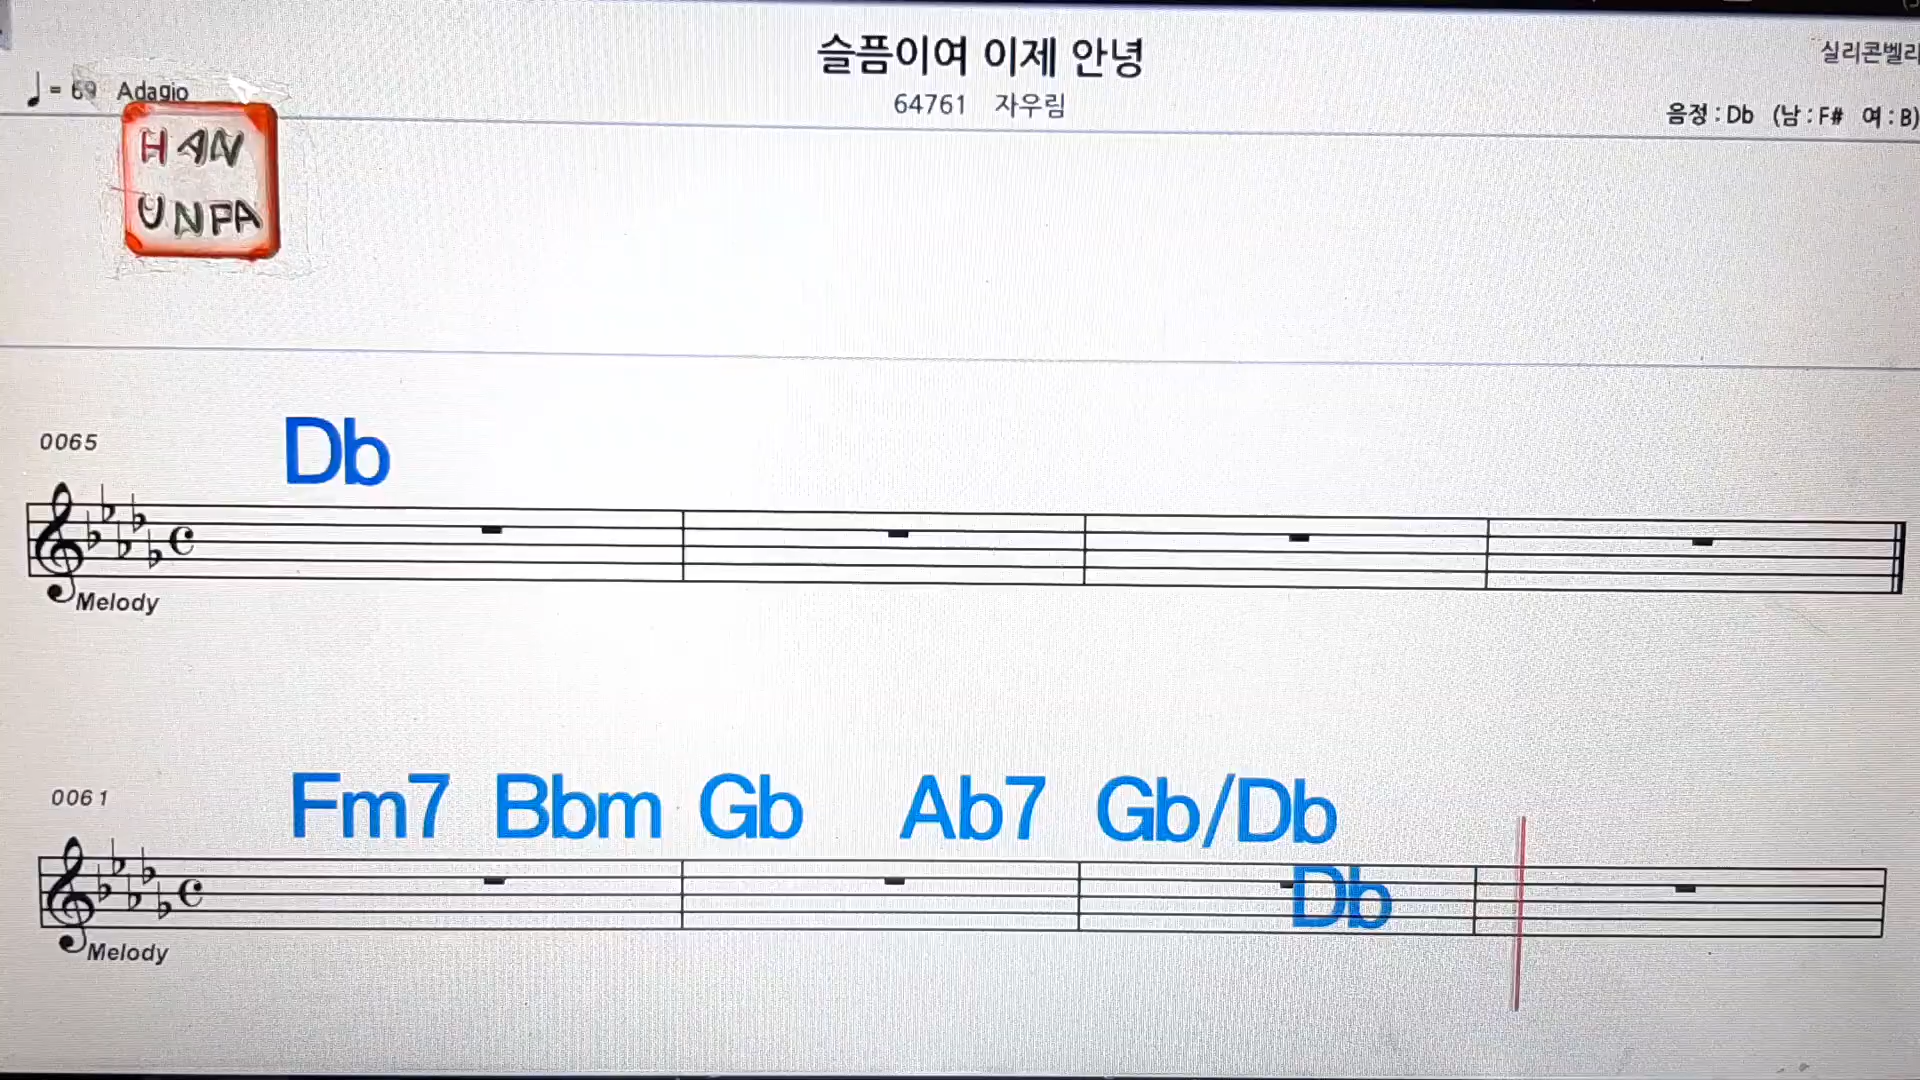 슬픔이여 이제 안녕
실리콘벨리
♩= 69 Adagio
64761 자우림
음정 : Db (남 : F# 여 : B)
HAN
UNPA
0065
Db
Melody
0061
Fm7 Bbm Gb Ab7 Gb/Db
Db
Melody